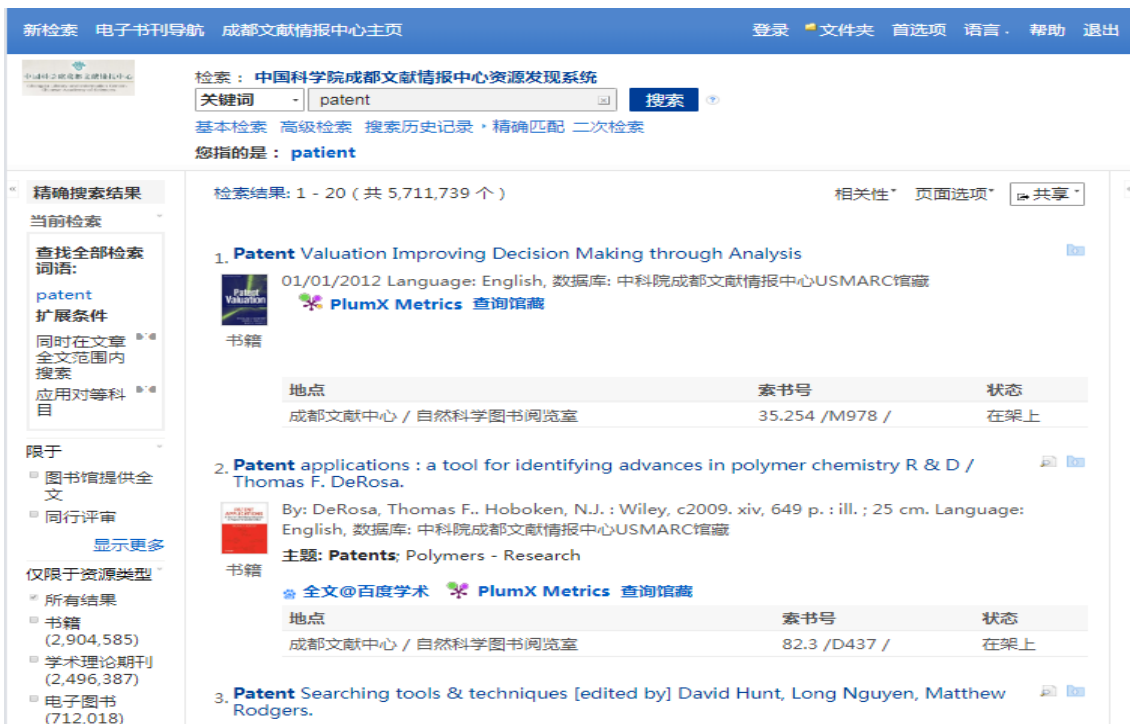 新检索 电子书刊导航 成都文献情报中心主页 登录 文件夹 首选项 语言 帮助 退出
检索： 中国科学院成都文献情报中心资源发现系统
关键词 patent 搜索
基本检索 高级检索 搜索历史记录 精确匹配 二次检索
您指的是： patient
精确搜索结果
当前检索
查找全部检索
词语:
patent
扩展条件
同时在文章
全文范围内
搜索
应用对等科
目
限于
图书馆提供全
文
同行评审
显示更多
仅限于资源类型
所有结果
书籍
(2,904,585)
学术理论期刊
(2,496,387)
电子图书
(712,018)
检索结果: 1 - 20 ( 共 5,711,739 个 ) 相关性 页面选项 共享
1. Patent Valuation Improving Decision Making through Analysis
01/01/2012 Language: English, 数据库: 中科院成都文献情报中心USMARC馆藏
PlumX Metrics 查询馆藏
Patent
Valuation
书籍
地点 索书号 状态
成都文献中心 / 自然科学图书阅览室 35.254 /M978 / 在架上
2. Patent applications : a tool for identifying advances in polymer chemistry R & D /
Thomas F. DeRosa.
By: DeRosa, Thomas F.. Hoboken, N.J. : Wiley, c2009. xiv, 649 p. : ill. ; 25 cm. Language:
English, 数据库: 中科院成都文献情报中心USMARC馆藏
主题: Patents; Polymers - Research
书籍
全文@百度学术 PlumX Metrics 查询馆藏
地点 索书号 状态
成都文献中心 / 自然科学图书阅览室 82.3 /D437 / 在架上
3. Patent Searching tools & techniques [edited by] David Hunt, Long Nguyen, Matthew
Rodgers.